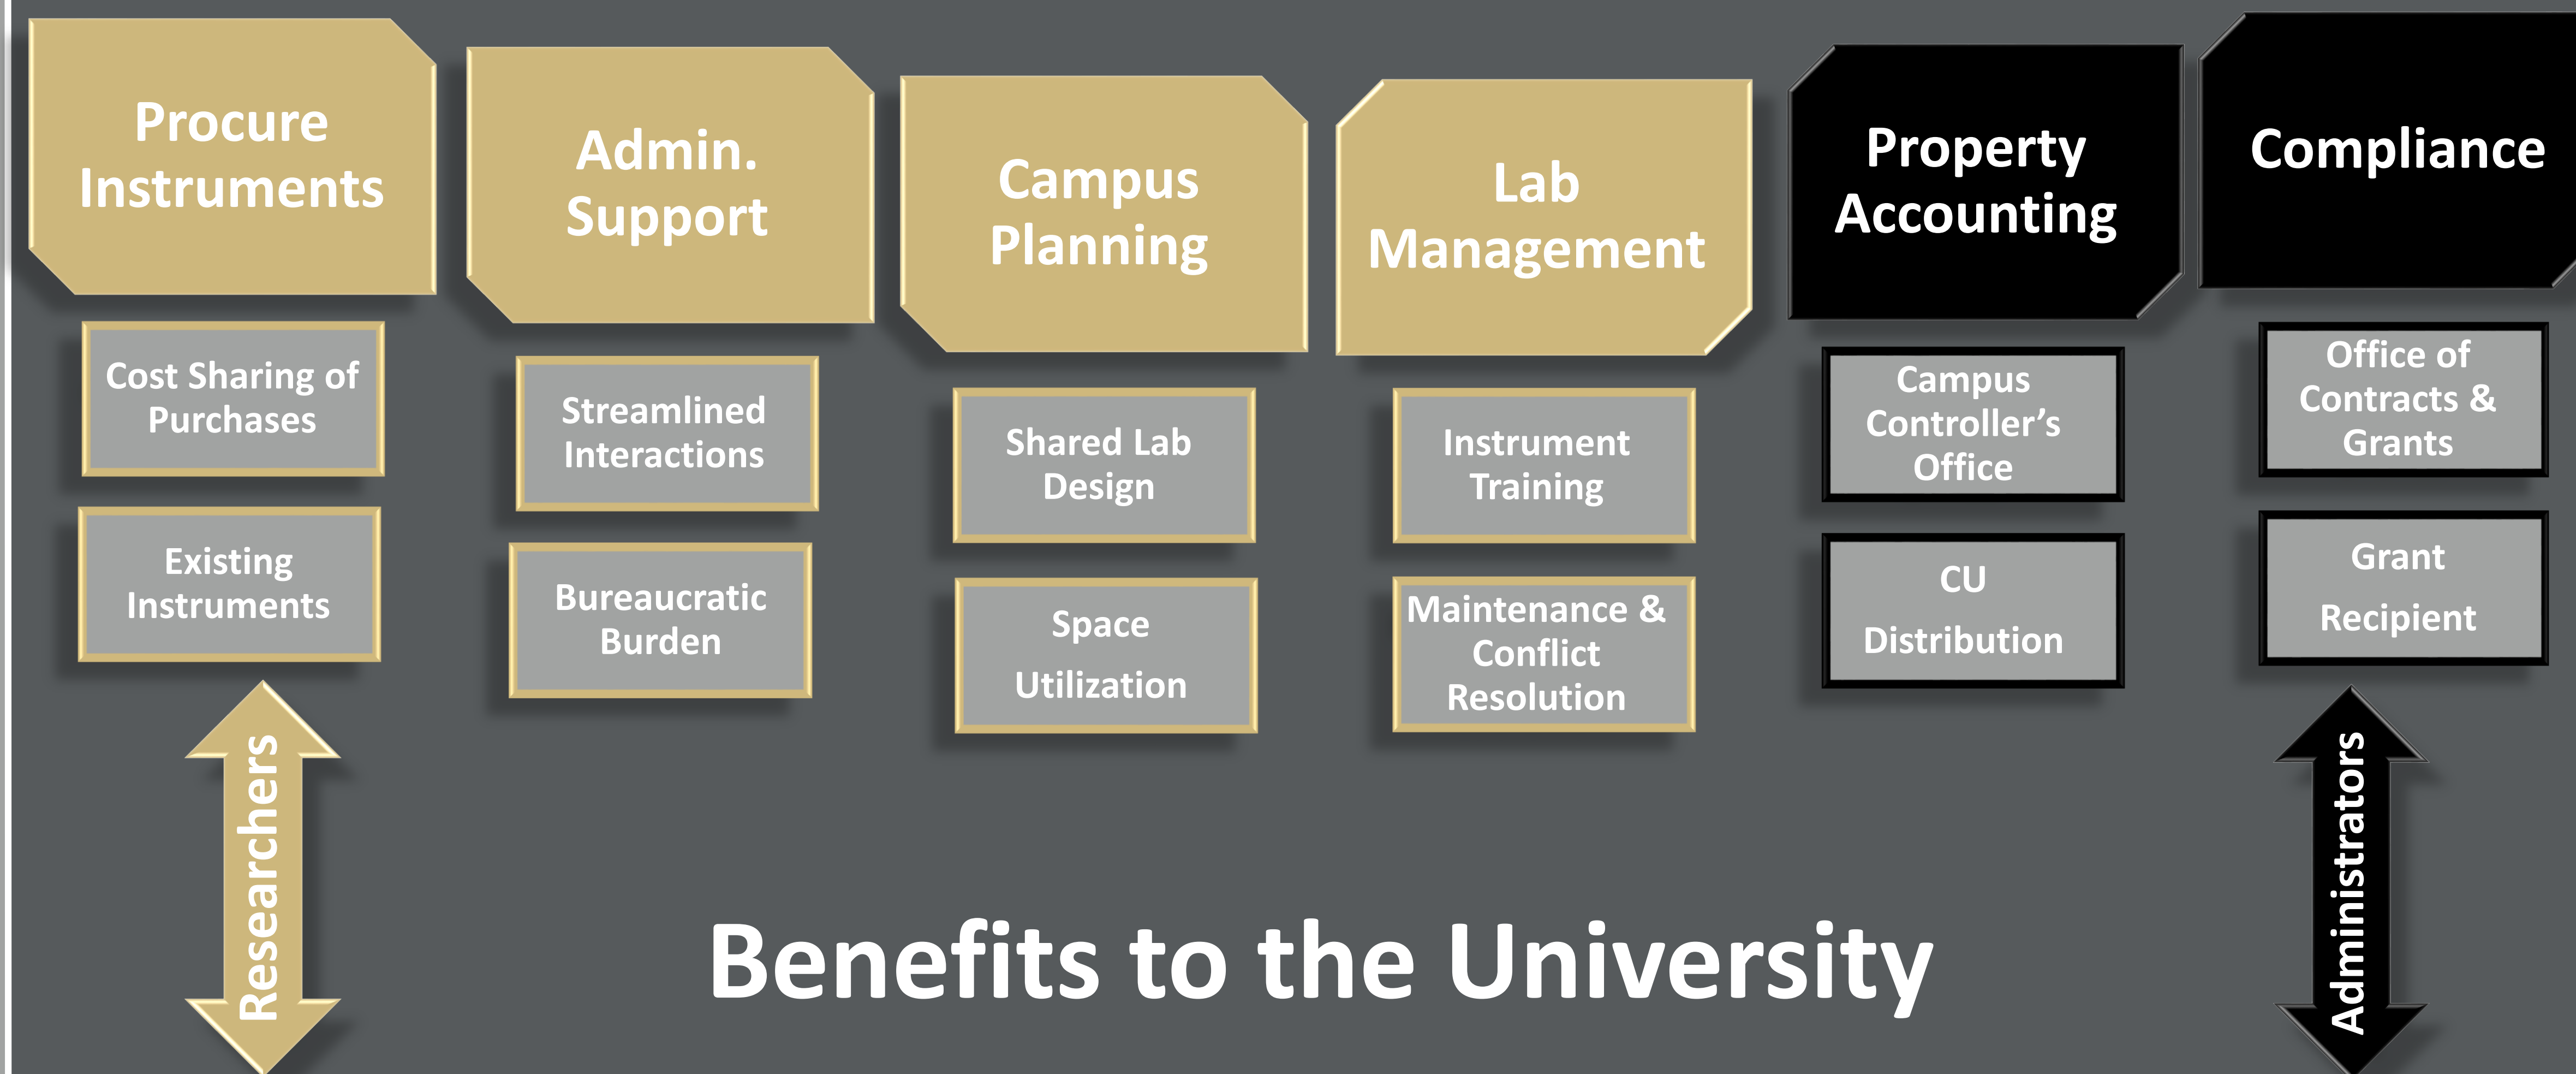 Procure
Instruments
Cost Sharing of
Purchases
Existing
Instruments
Researchers
Admin.
Support
Streamlined
Interactions
Bureaucratic
Burden
Campus
Planning
Shared Lab
Design
Space
Utilization
Lab
Management
Instrument
Training
Maintenance &
Conflict
Resolution
Property
Accounting
Campus
Controller’s
Office
CU
Distribution
Compliance
Office of
Contracts &
Grants
Grant
Recipient
Administrators
Benefits to the University